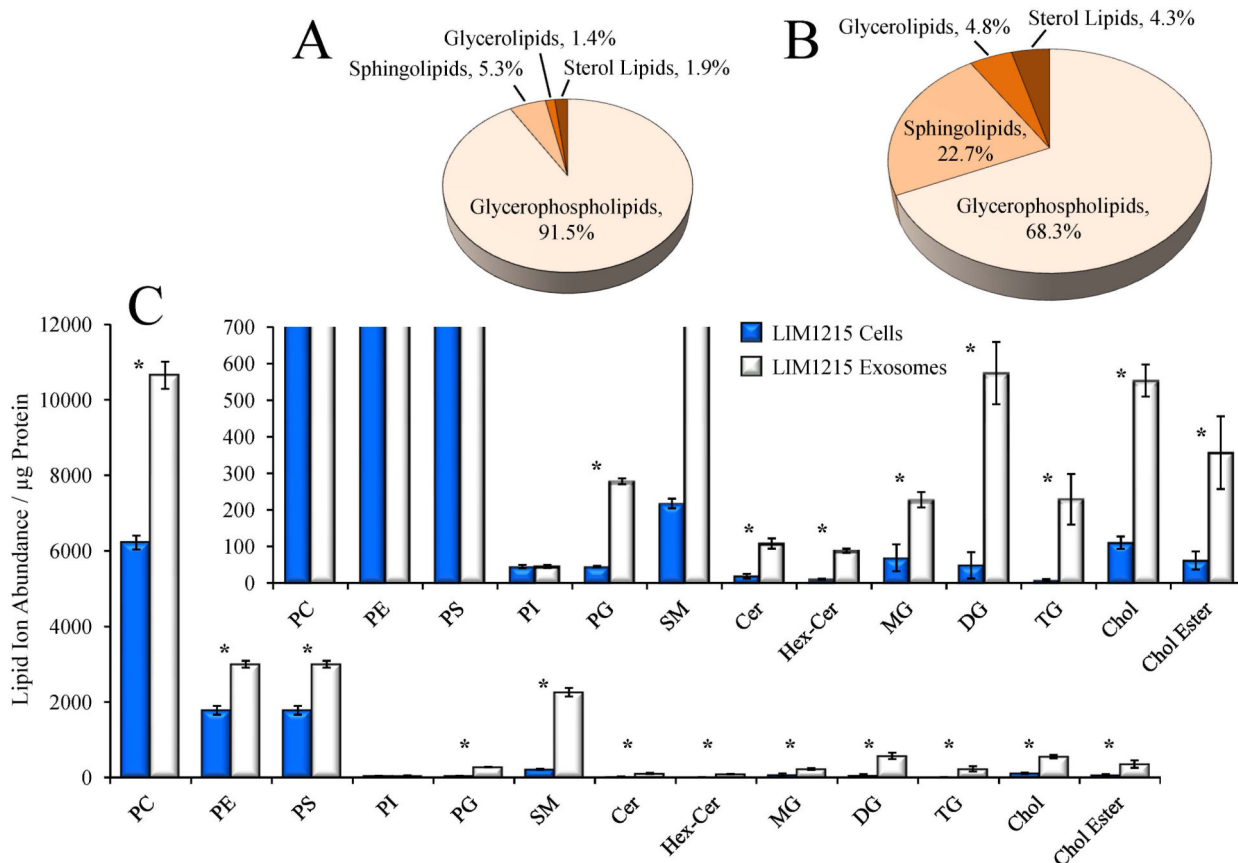 A
Glycerolipids, 1.4%
Sphingolipids, 5.3%
Sterol Lipids, 1.9%
Glycerophospholipids,
91.5%
B
Glycerolipids, 4.8%
Sterol Lipids, 4.3%
Sphingolipids,
22.7%
Glycerophospholipids,
68.3%
C
Lipid Ion Abundance / µg Protein
12000
10000
8000
6000
4000
2000
0
700
600
500
400
300
200
100
0
LIM1215 Cells
LIM1215 Exosomes
* * * * * * * * *
PC PE PS PI PG SM Cer Hex-Cer MG DG TG Chol Chol Ester
* * * * * * * * * * *
PC PE PS PI PG SM Cer Hex-Cer MG DG TG Chol Chol Ester